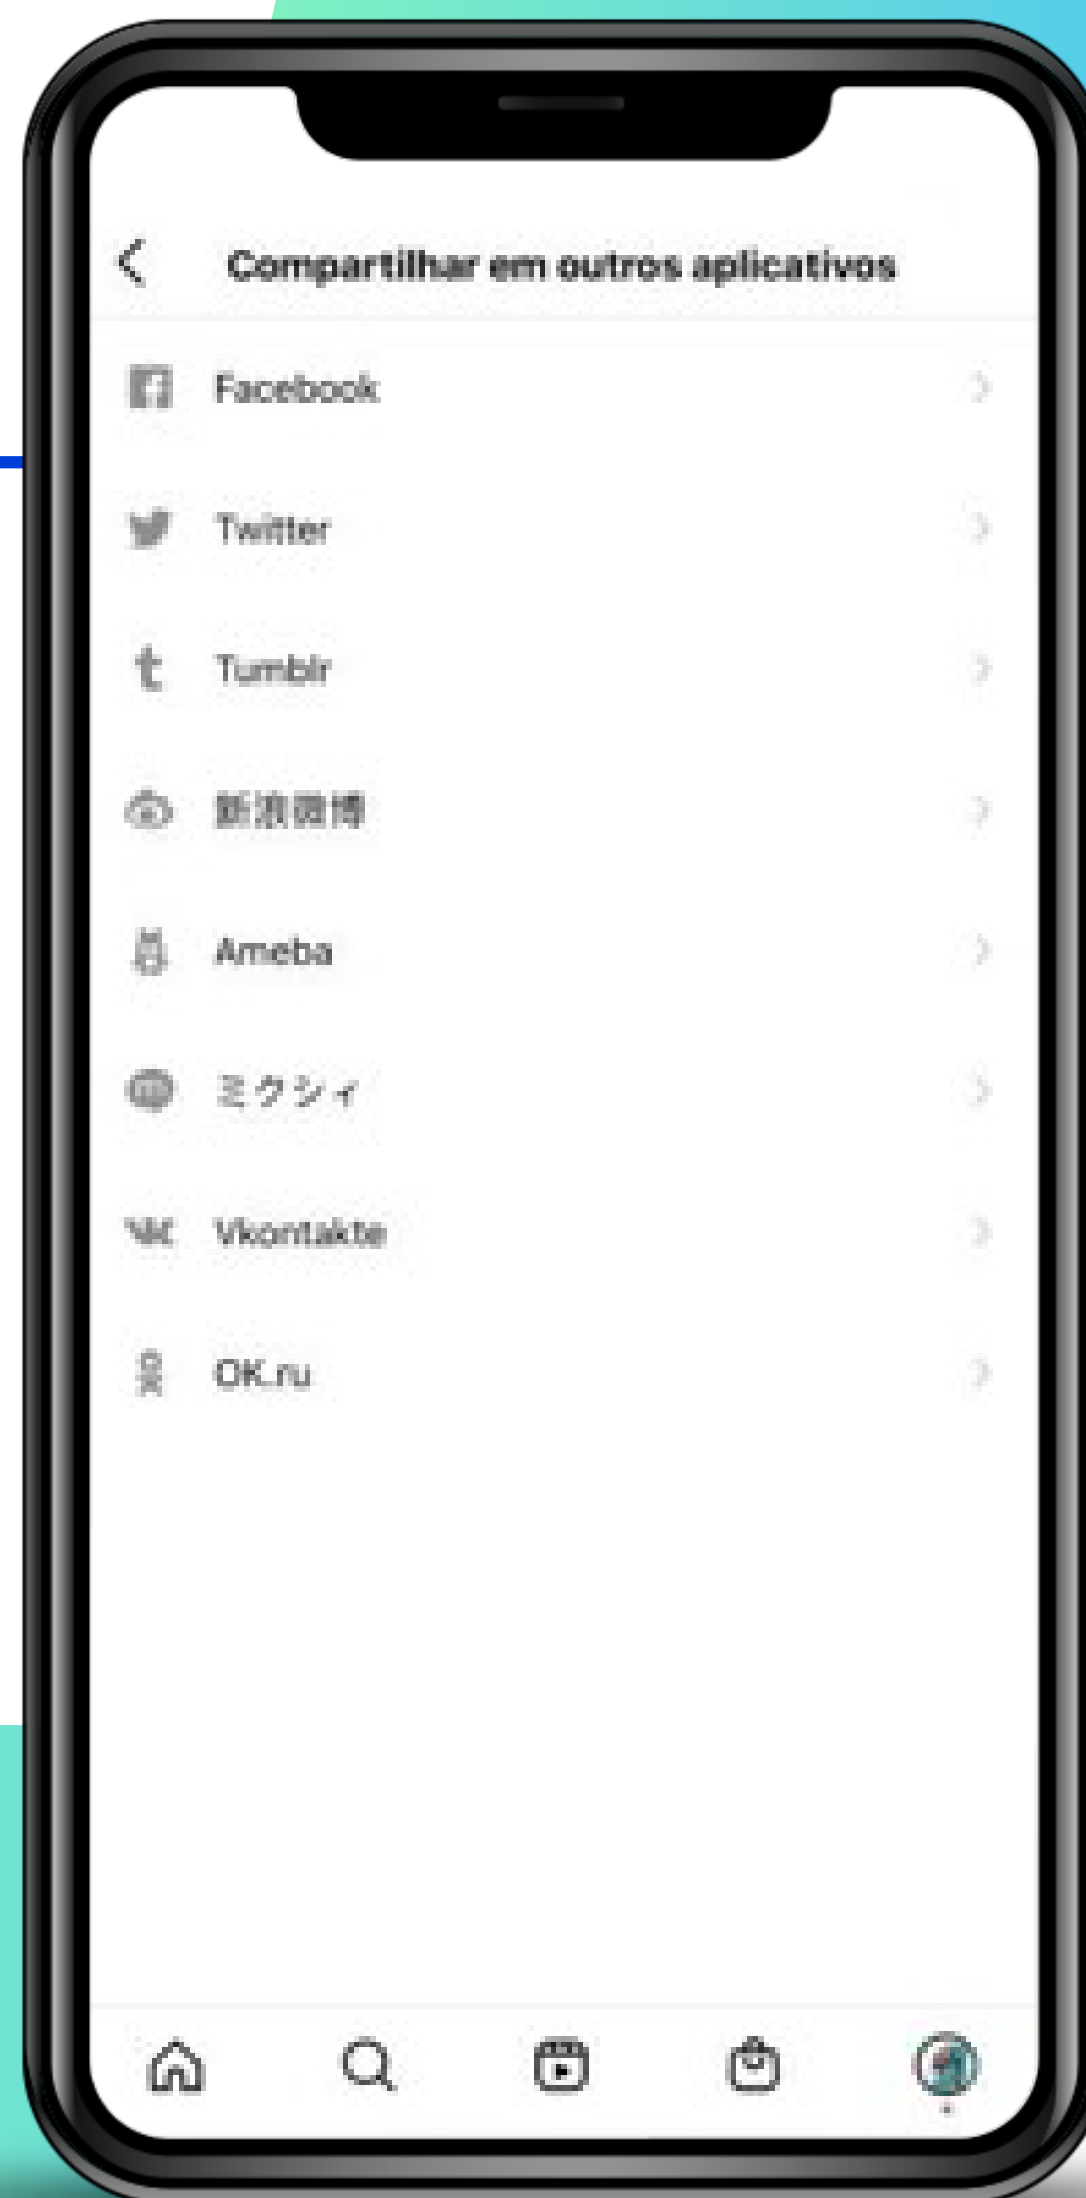 Compartilhar em outros aplicativos
Facebook
Twitter
Tumblr
新浪微博
Ameba
ミクシィ
Vkontakte
OK.ru